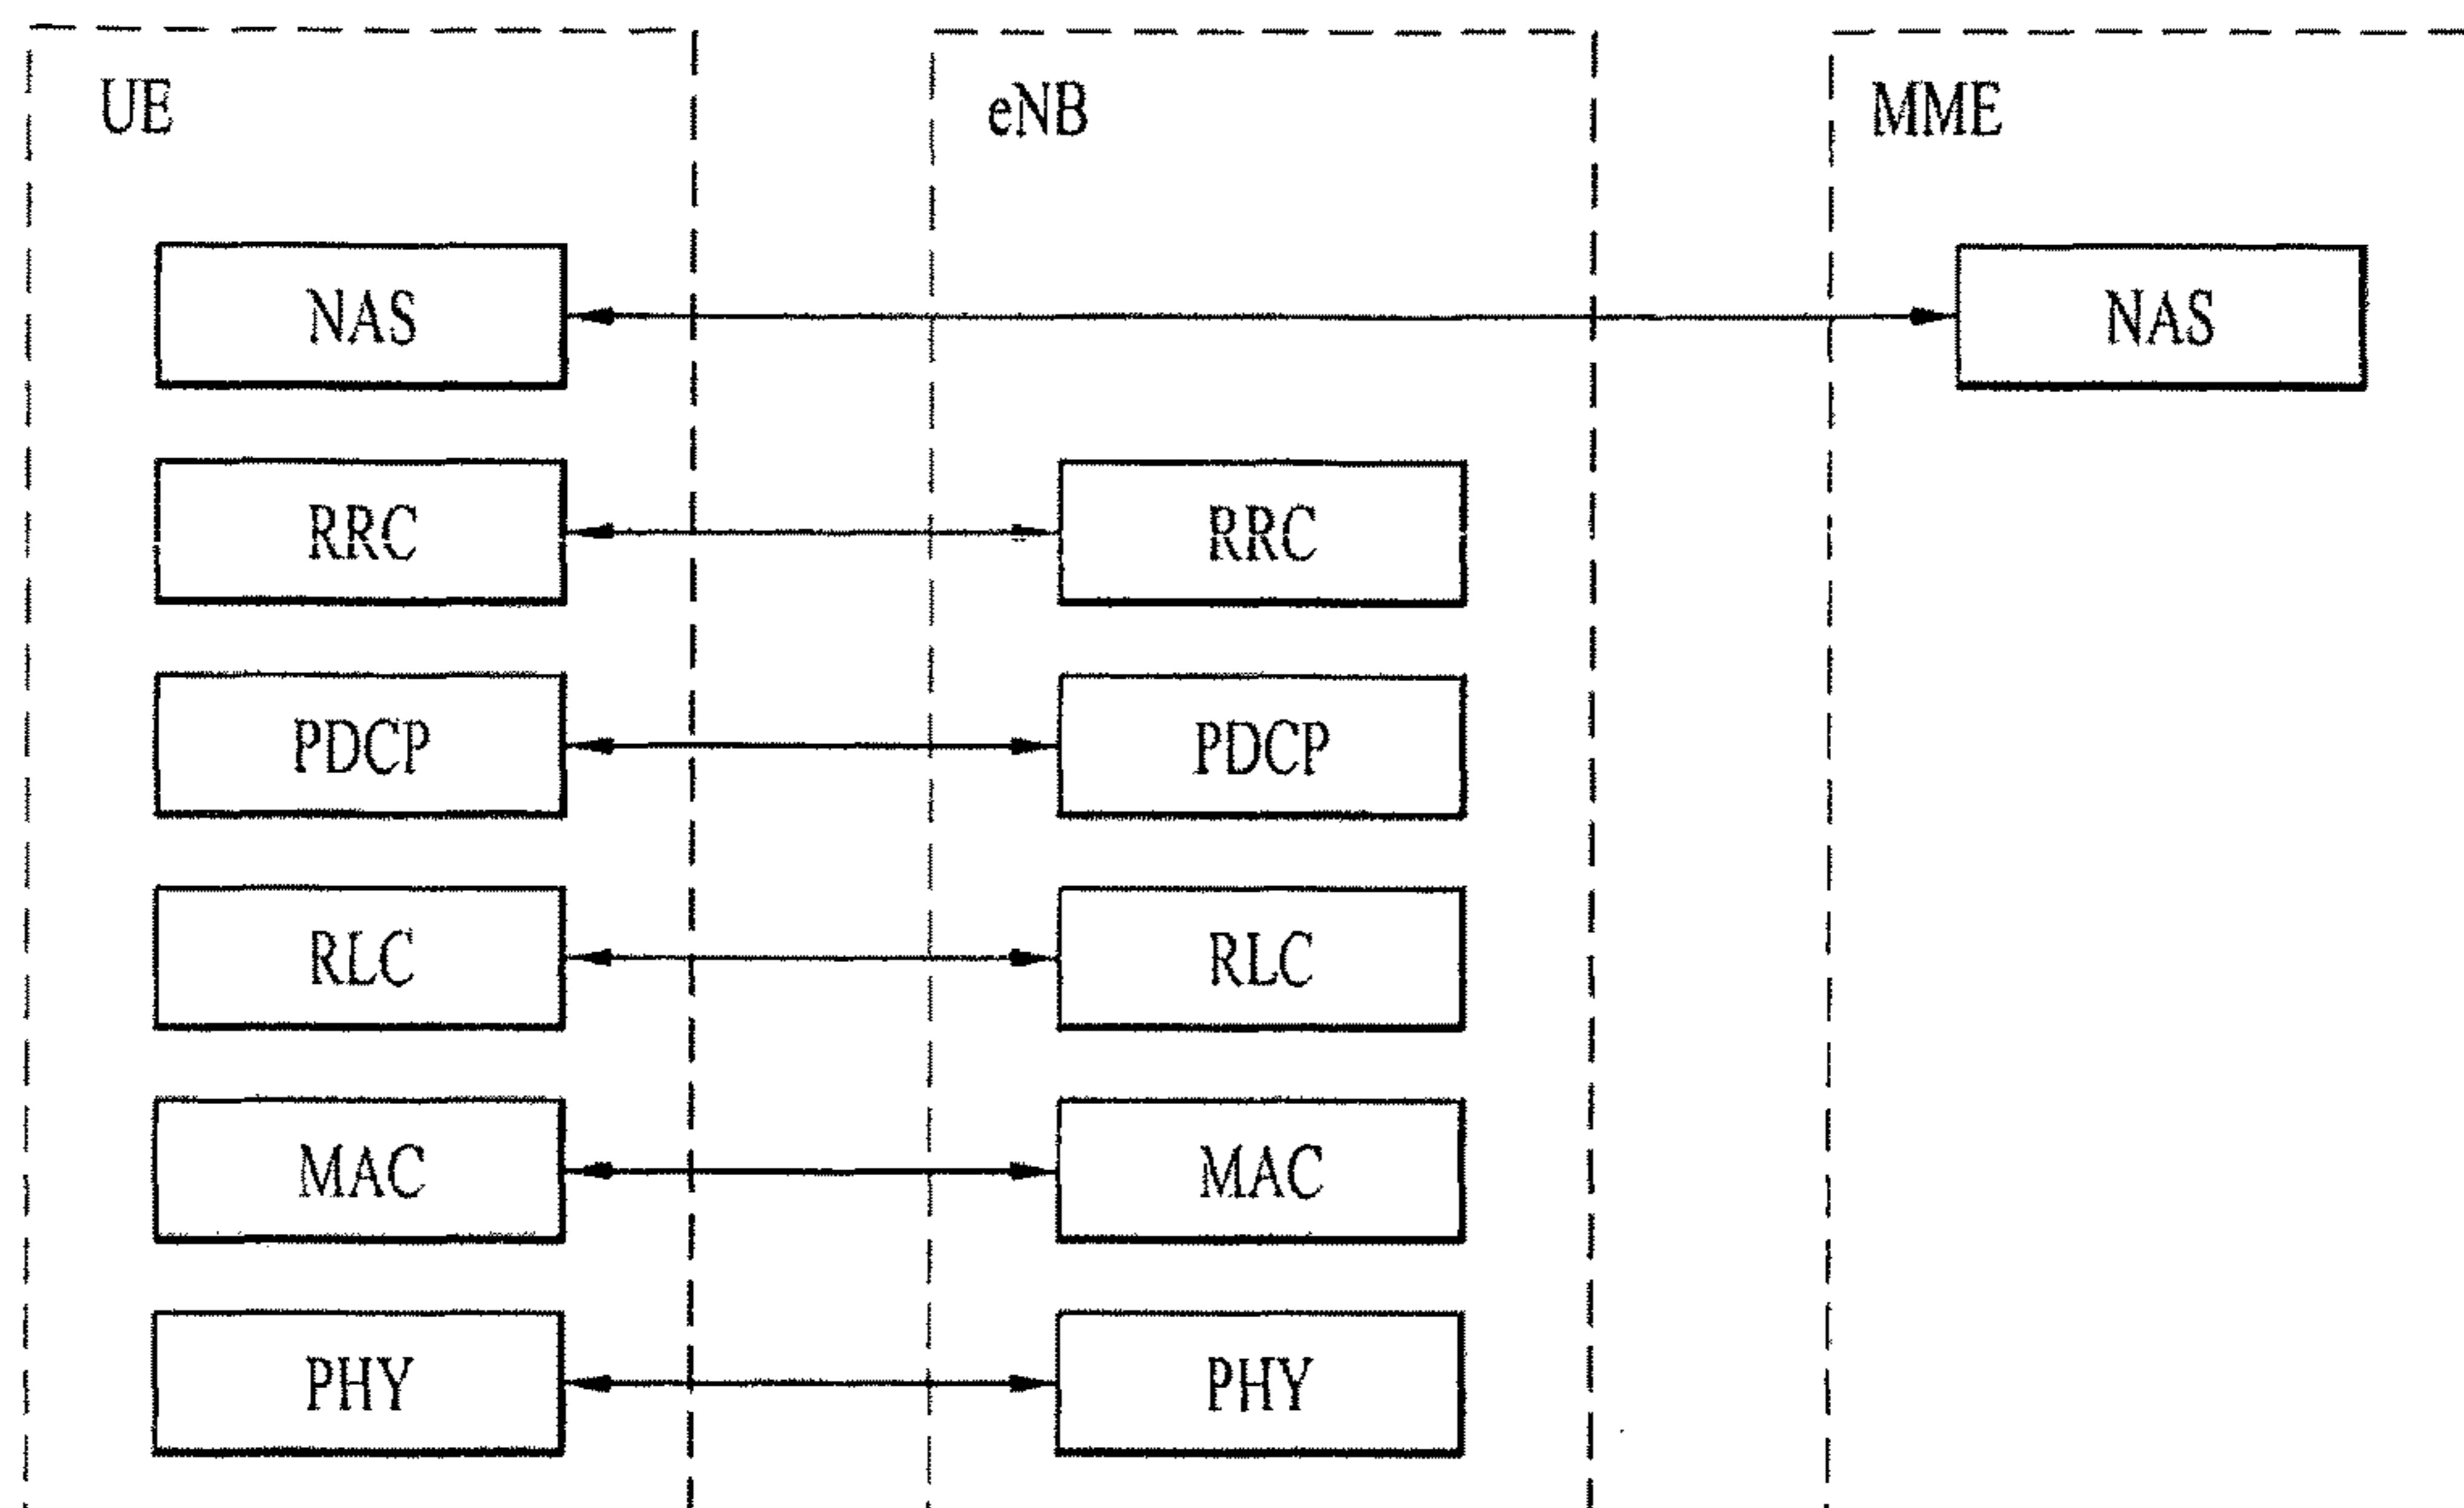 UE eNB MME
NAS NAS
RRC RRC
PDCP PDCP
RLC RLC
MAC MAC
PHY PHY